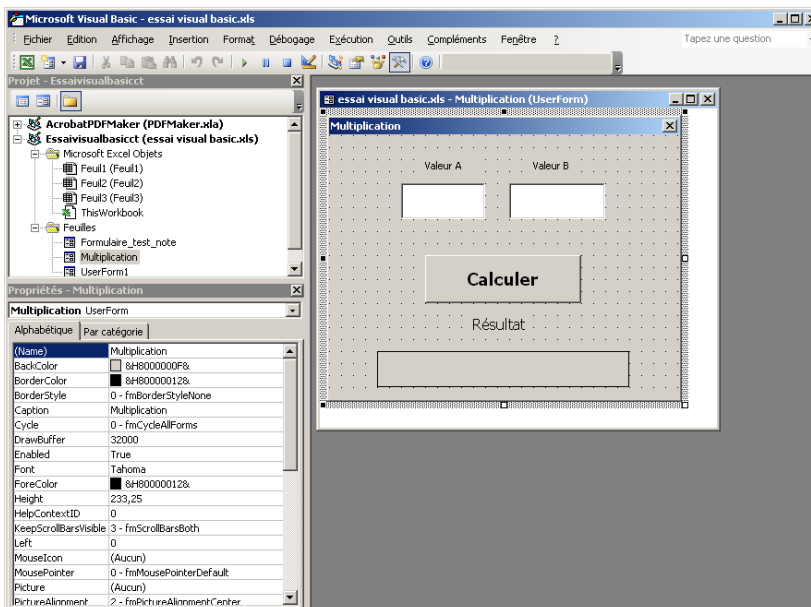 Microsoft Visual Basic - essai visual basic.xls
Fichier Edition Affichage Insertion Format Débogage Exécution Outils Compléments Fenêtre ? Tapez une question
Projet - Essaivisualbasicct
AcrobatPDFMaker (PDFMaker.xla)
Essaivisualbasicct (essai visual basic.xls)
Microsoft Excel Objets
Feuil1 (Feuil1)
Feuil2 (Feuil2)
Feuil3 (Feuil3)
ThisWorkbook
Feuilles
Formulaire_test_note
Multiplication
UserForm1
Propriétés - Multiplication
Multiplication UserForm
Alphabétique Par catégorie
(Name) Multiplication
BackColor &H8000000F&
BorderColor &H80000012&
BorderStyle 0 - fmBorderStyleNone
Caption Multiplication
Cycle 0 - fmCycleAllForms
DrawBuffer 32000
Enabled True
Font Tahoma
ForeColor &H80000012&
Height 233,25
HelpContextID 0
KeepScrollBarsVisible 3 - fmScrollBarsBoth
Left 0
MouseIcon (Aucun)
MousePointer 0 - fmMousePointerDefault
Picture (Aucun)
PictureAlignment 2 - fmPictureAlignmentCenter
essai visual basic.xls - Multiplication (UserForm)
Multiplication
Valeur A Valeur B
Calculer
Résultat